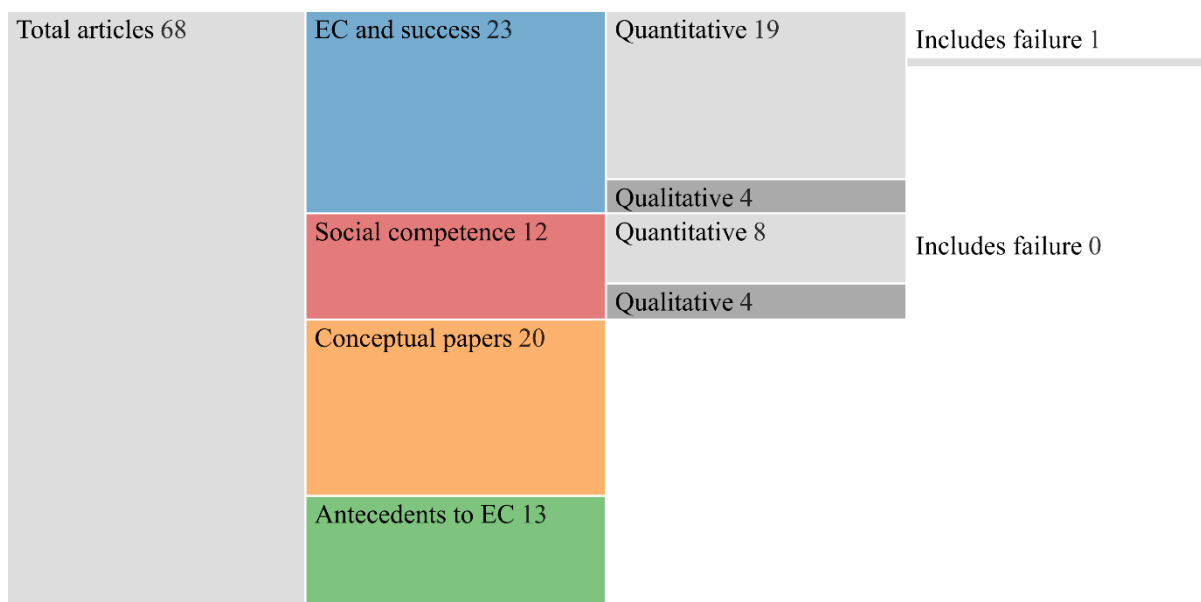 Total articles 68
EC and success 23
Quantitative 19
Includes failure 1
Qualitative 4
Social competence 12
Quantitative 8
Includes failure 0
Qualitative 4
Conceptual papers 20
Antecedents to EC 13